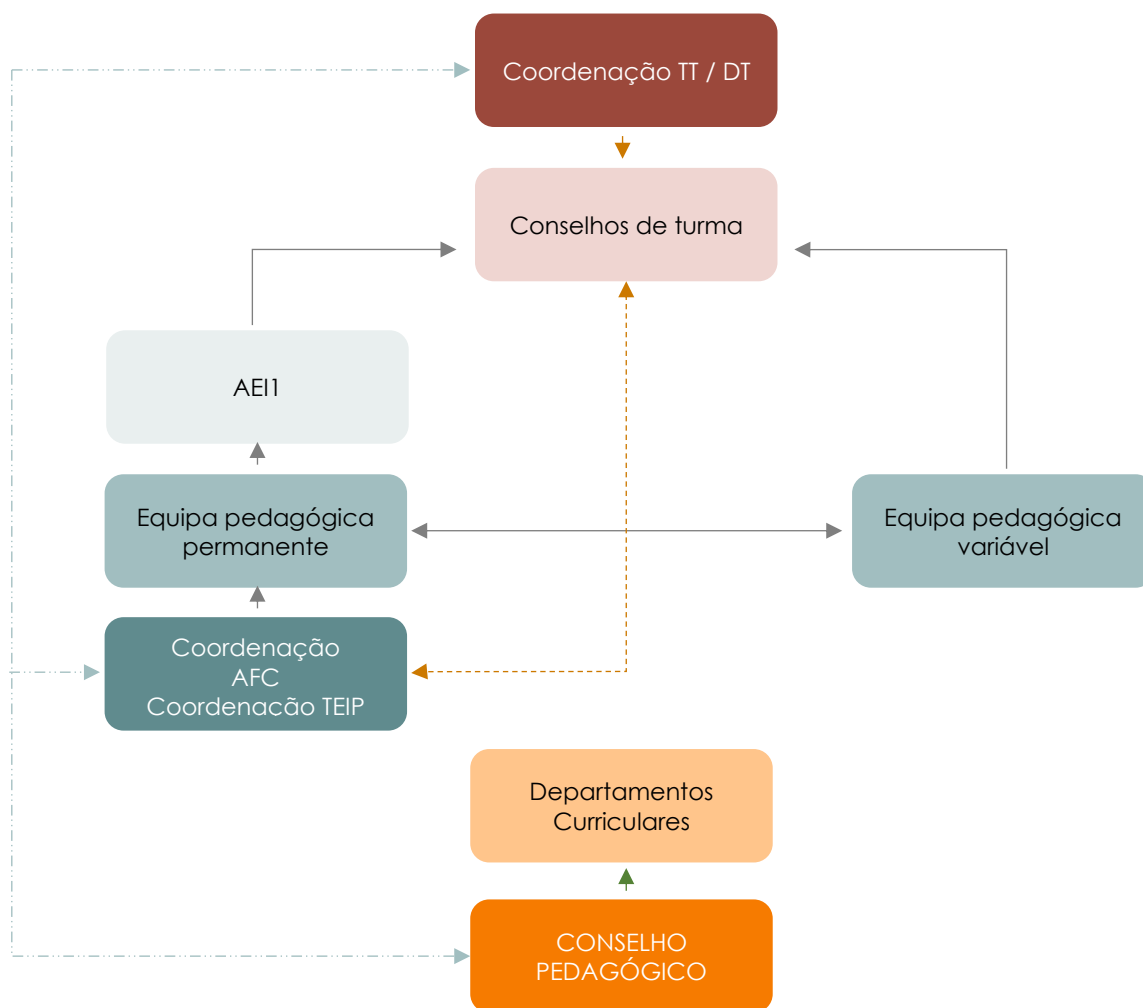 Coordenação TT / DT
Conselhos de turma
AEI1
Equipa pedagógica
permanente
Equipa pedagógica
variável
Coordenação
AFC
Coordenacão TEIP
Departamentos
Curriculares
CONSELHO
PEDAGÓGICO